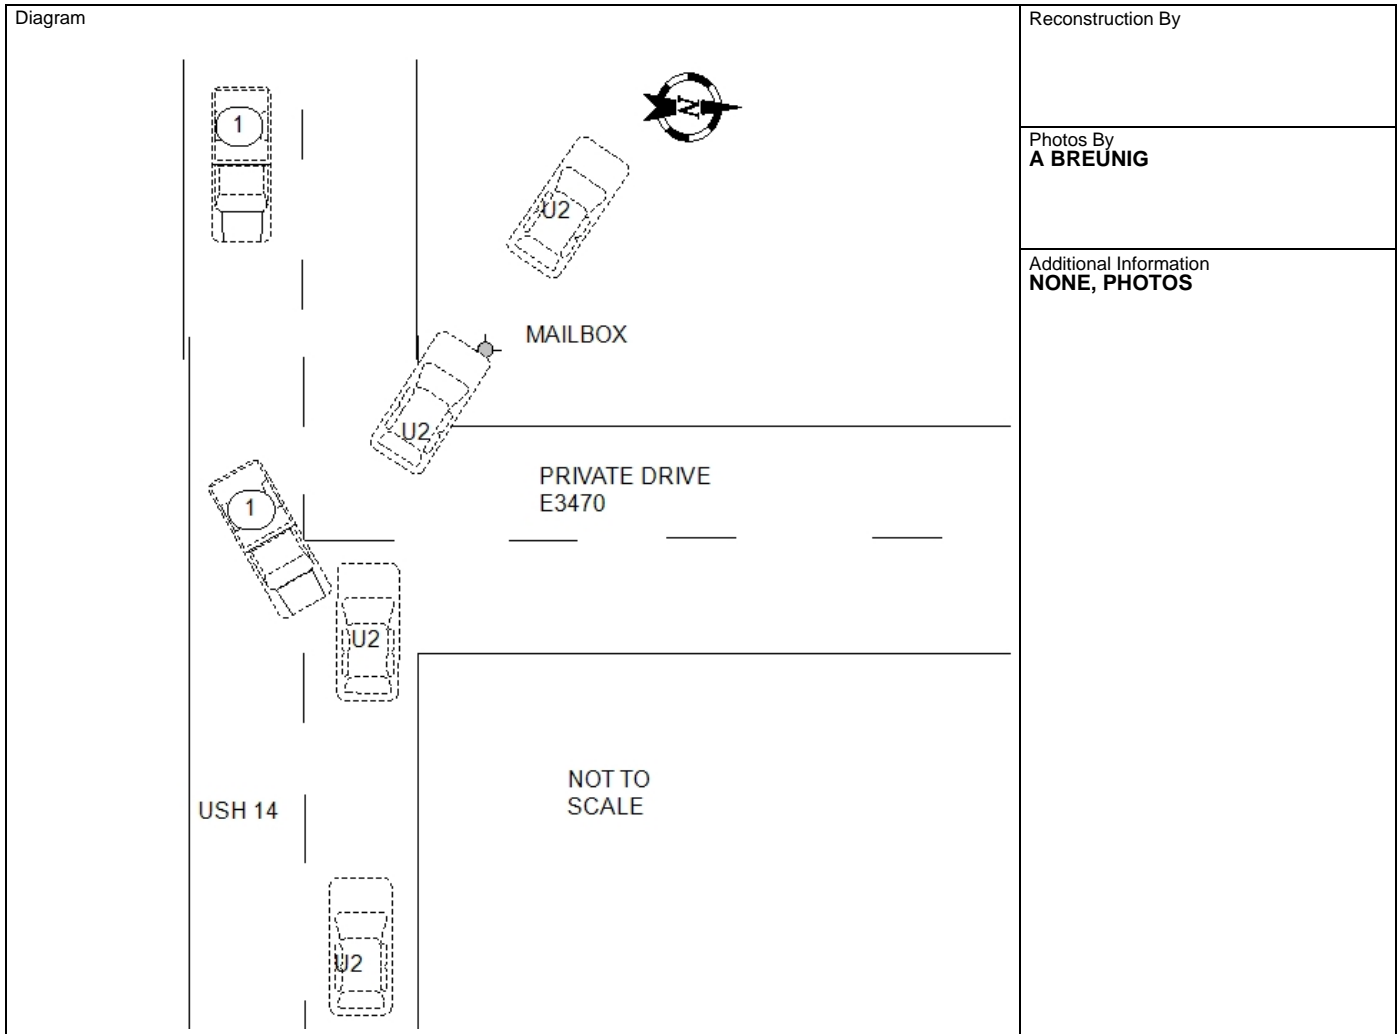 Diagram
Reconstruction By
Photos By
A BREUNIG
Additional Information
NONE, PHOTOS
N
1
U2
MAILBOX
U2
PRIVATE DRIVE
E3470
1
U2
NOT TO
SCALE
USH 14
U2